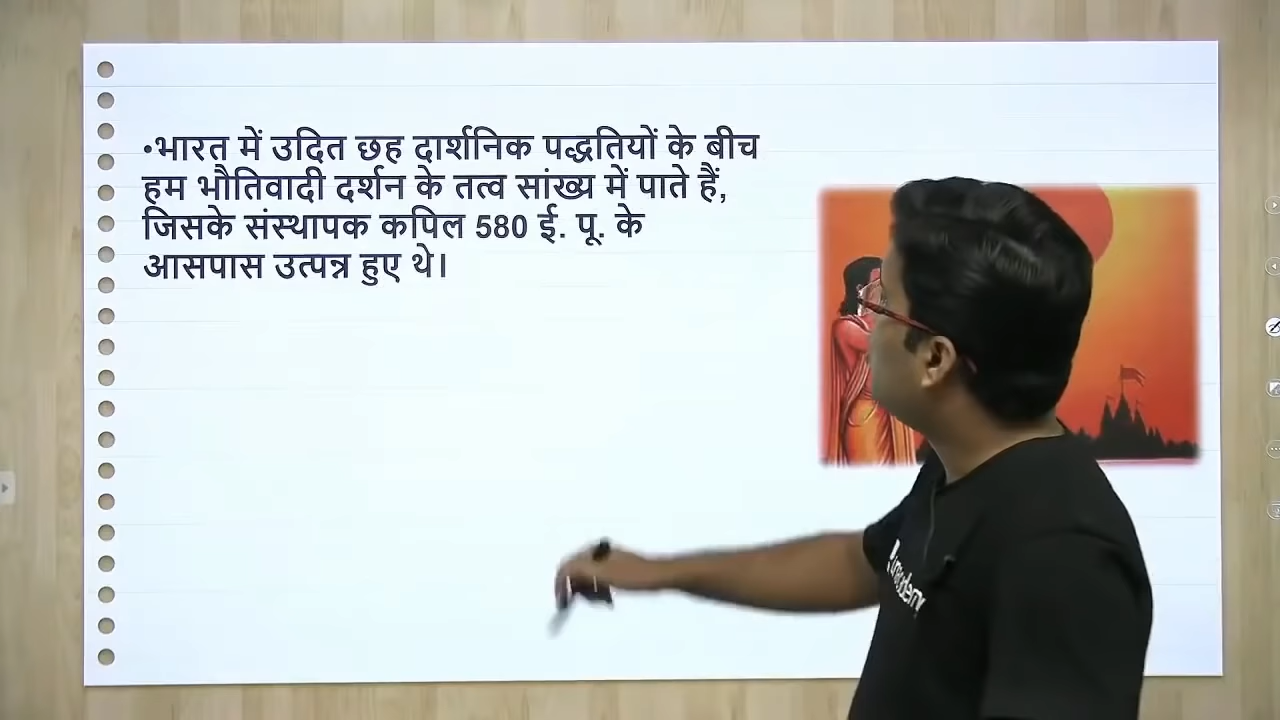 •भारत में उदित छह दार्शनिक पद्धतियों के बीच
हम भौतिवादी दर्शन के तत्व सांख्य में पाते हैं,
जिसके संस्थापक कपिल 580 ई. पू. के
आसपास उत्पन्न हुए थे।